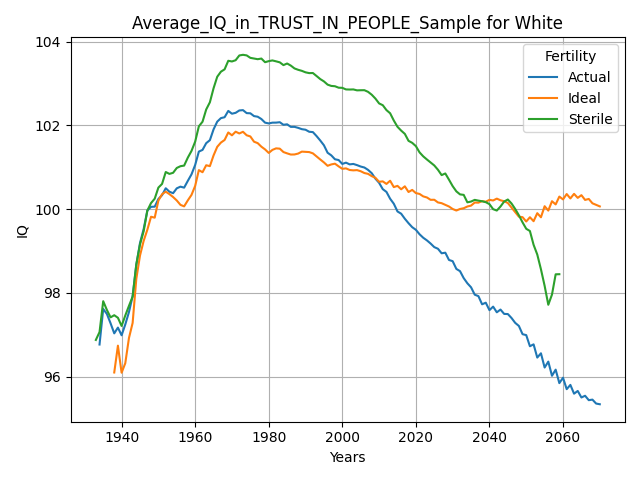 Average_IQ_in_TRUST_IN_PEOPLE_Sample for White
Fertility
Actual
Ideal
Sterile
IQ
104
102
100
98
96
1940 1960 1980 2000 2020 2040 2060
Years